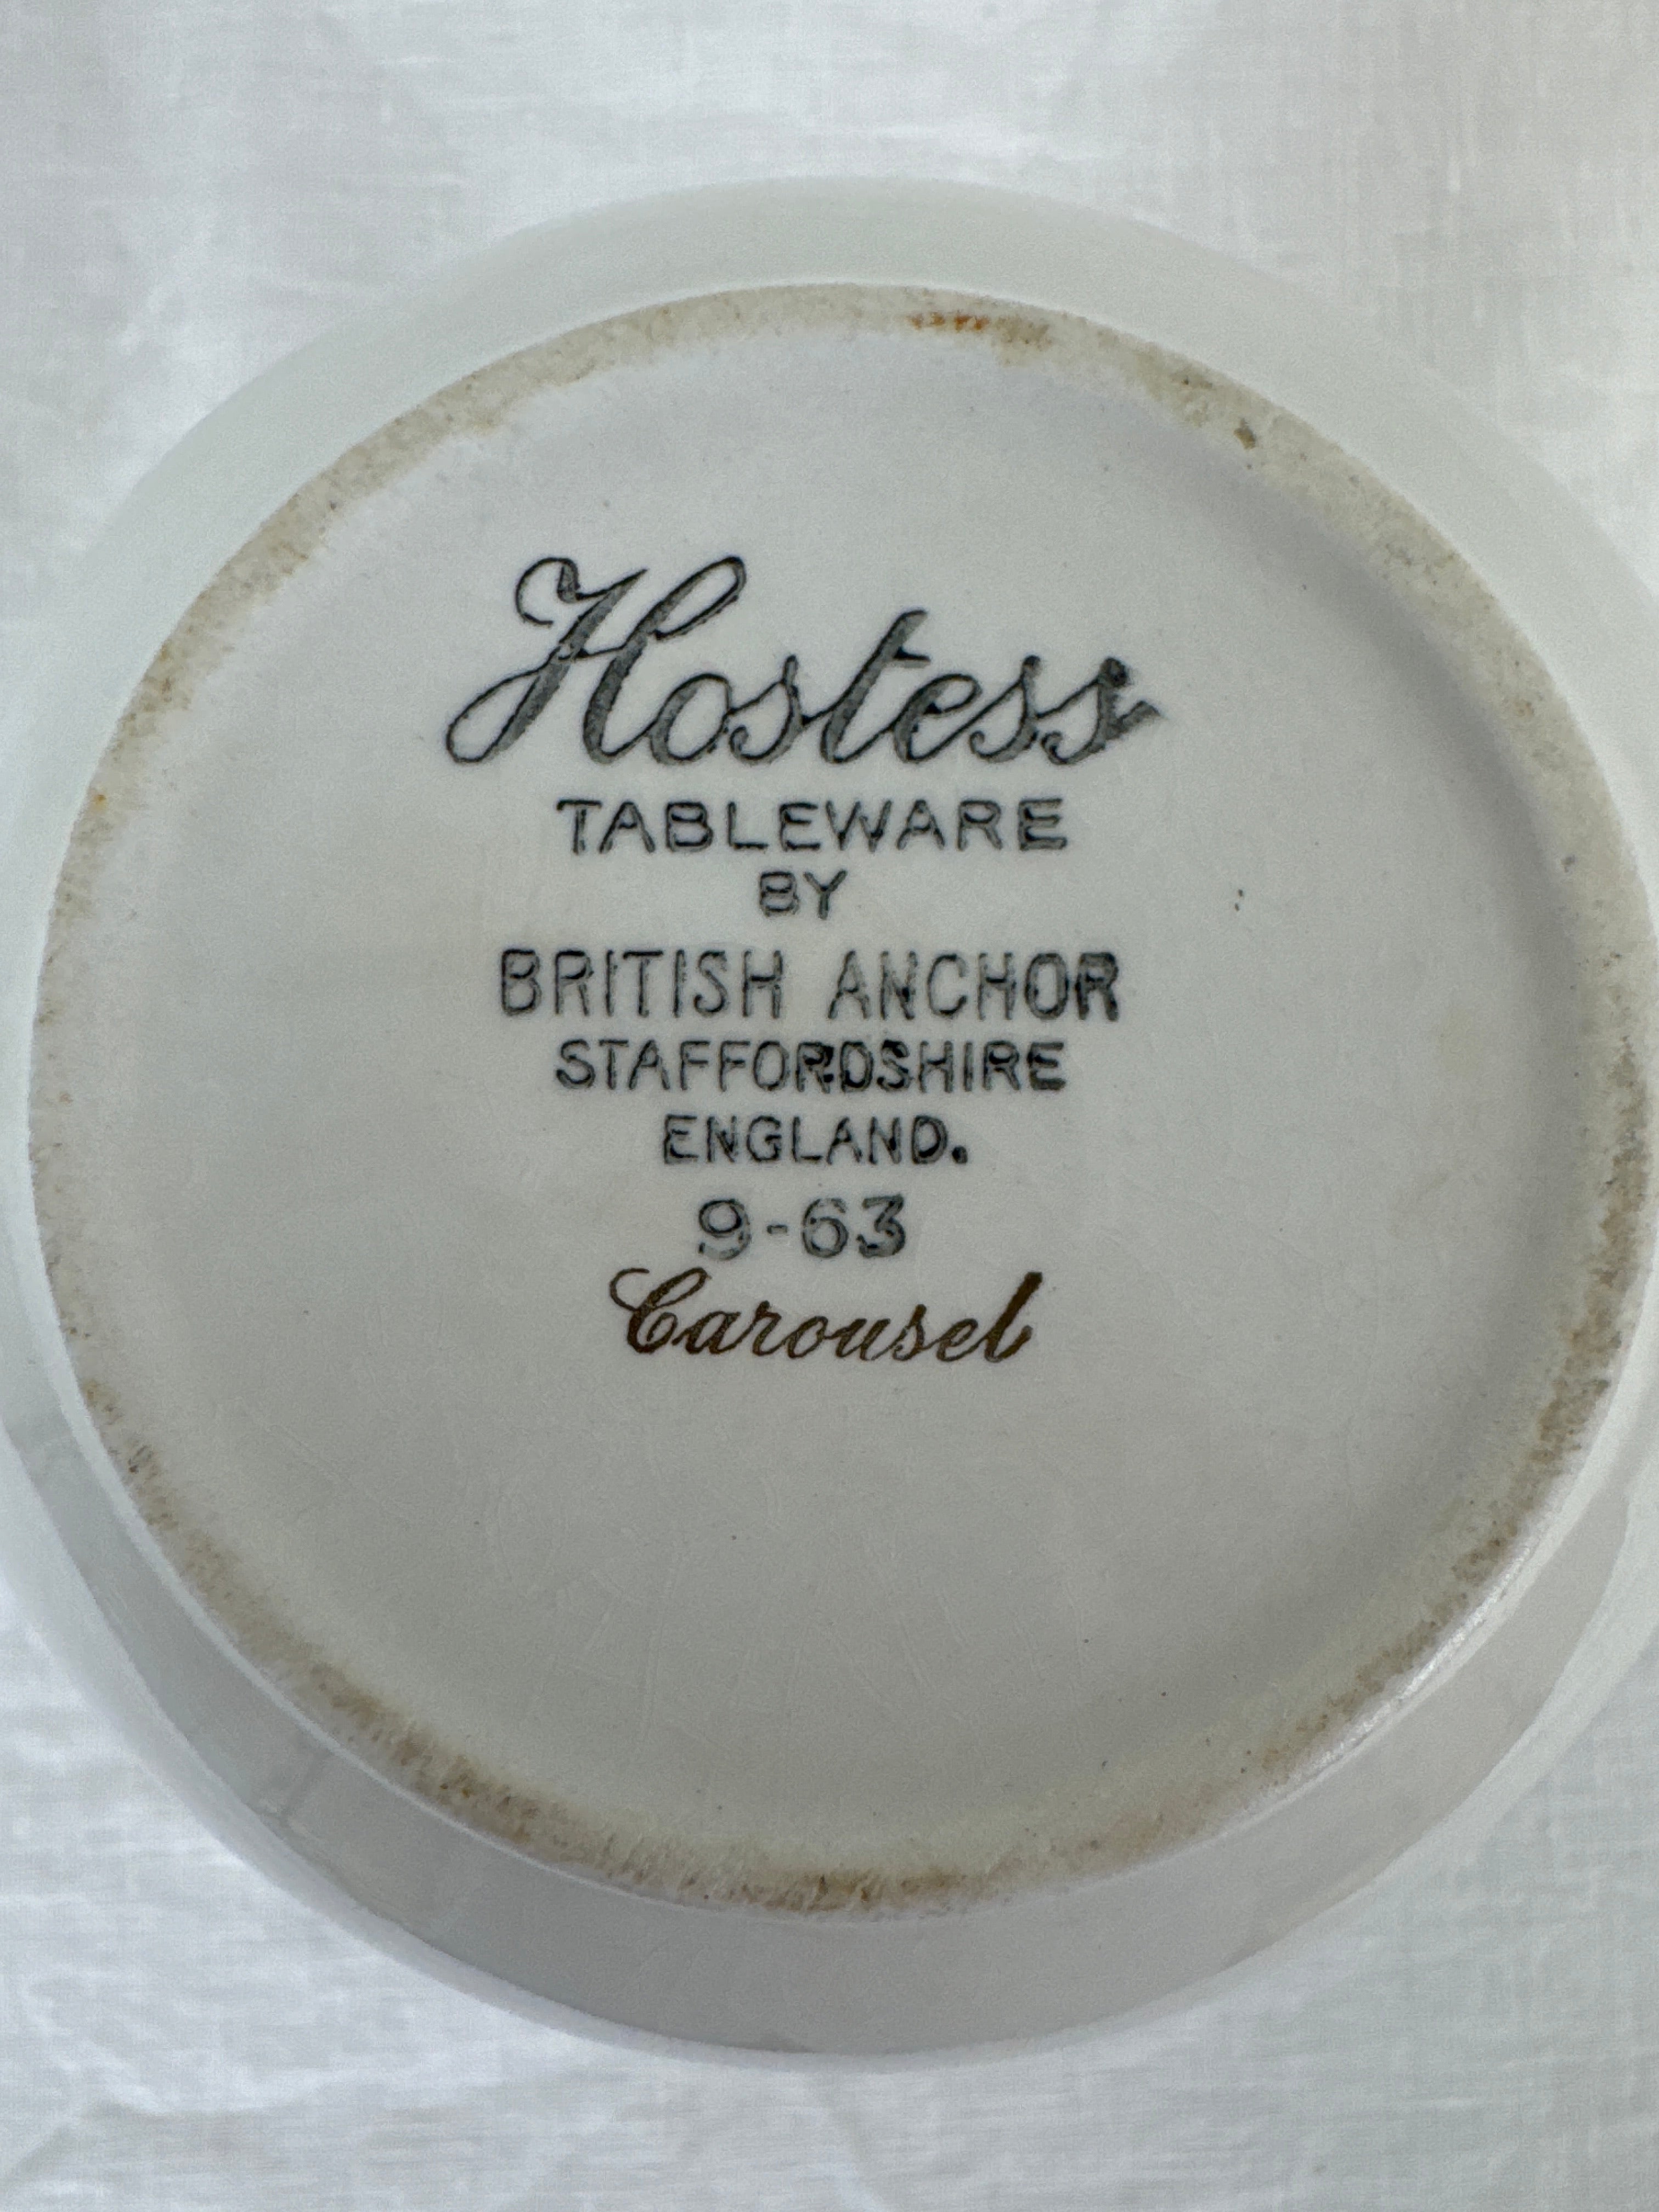 Hostess
TABLEWARE
BY
BRITISH ANCHOR
STAFFORDSHIRE
ENGLAND.
9-63
Carousel